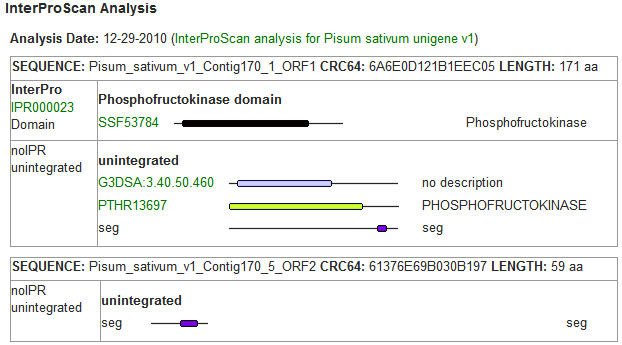 InterProScan Analysis
Analysis Date: 12-29-2010 (InterProScan analysis for Pisum sativum unigene v1)
SEQUENCE: Pisum_sativum_v1_Contig170_1_ORF1 CRC64: 6A6E0D121B1EEC05 LENGTH: 171 aa
InterPro
IPR000023
Domain
Phosphofructokinase domain
SSF53784 Phosphofructokinase
noIPR
unintegrated
unintegrated
G3DSA:3.40.50.460 no description
PTHR13697 PHOSPHOFRUCTOKINASE
seg seg
SEQUENCE: Pisum_sativum_v1_Contig170_5_ORF2 CRC64: 61376E69B030B197 LENGTH: 59 aa
noIPR
unintegrated
unintegrated
seg seg